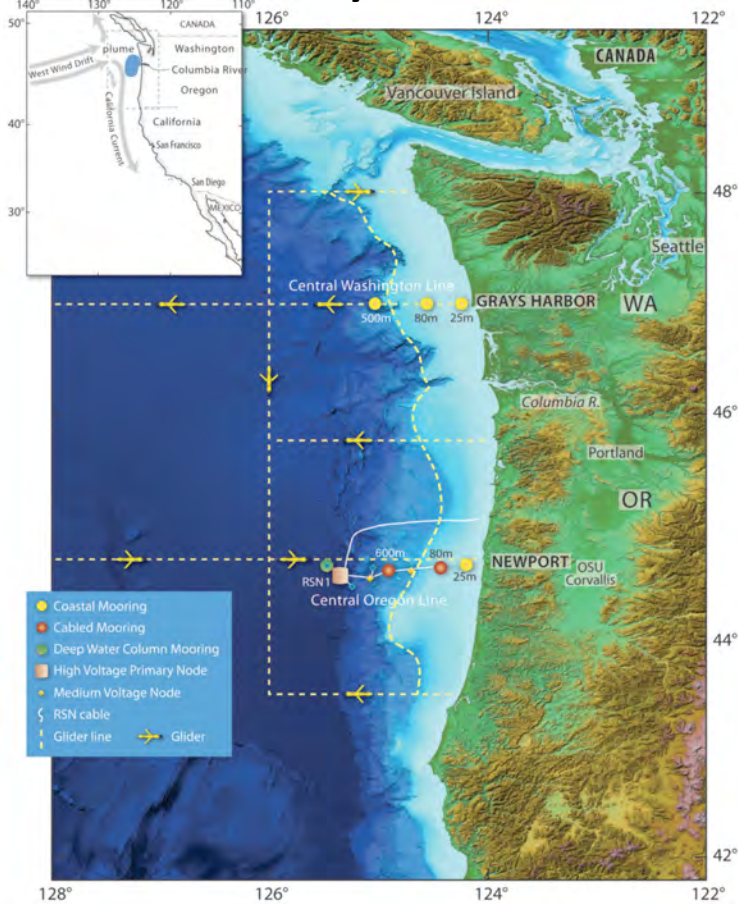 140°
130°
120°
110°
50°
40°
30°
CANADA
plume
Washington
Columbia River
Oregon
West Wind Drift
California Current
California
San Francisco
San Diego
MEXICO
126°
124°
122°
CANADA
Vancouver Island
48°
Seattle
Central Washington Line
GRAYS HARBOR
WA
500m
80m
25m
Columbia R.
46°
Portland
OR
600m
80m
NEWPORT
OSU
Corvallis
RSN1
25m
Central Oregon Line
44°
Coastal Mooring
Cabled Mooring
Deep Water Column Mooring
High Voltage Primary Node
Medium Voltage Node
RSN cable
Glider line
Glider
42°
128°
126°
124°
122°